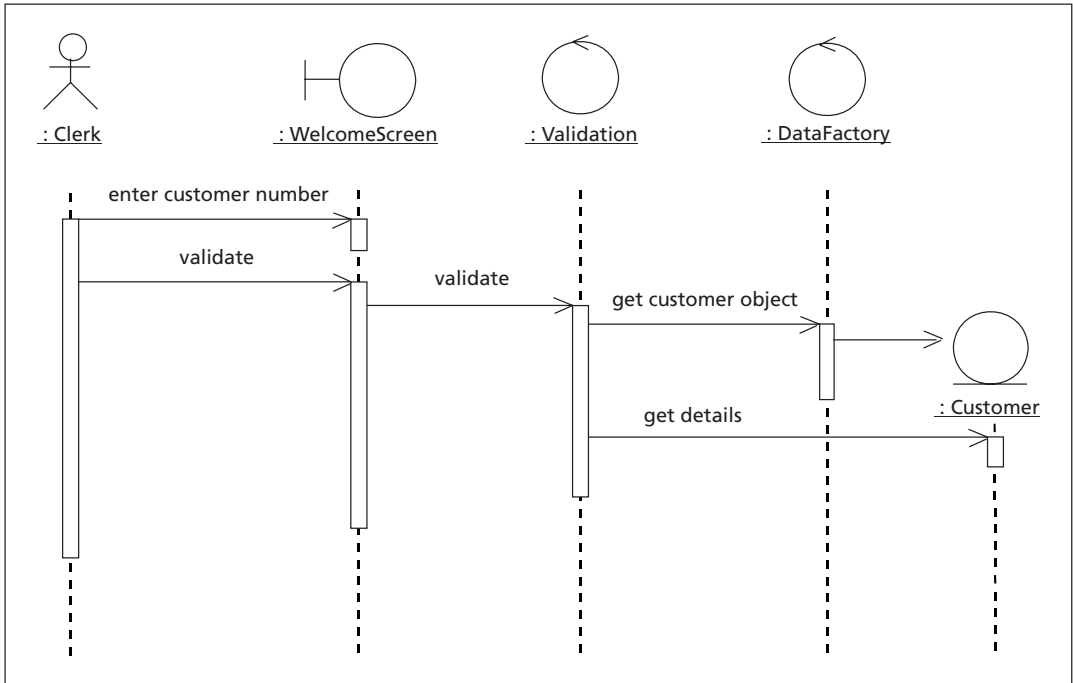 : Clerk
: WelcomeScreen
: Validation
: DataFactory
enter customer number
validate
validate
get customer object
: Customer
get details